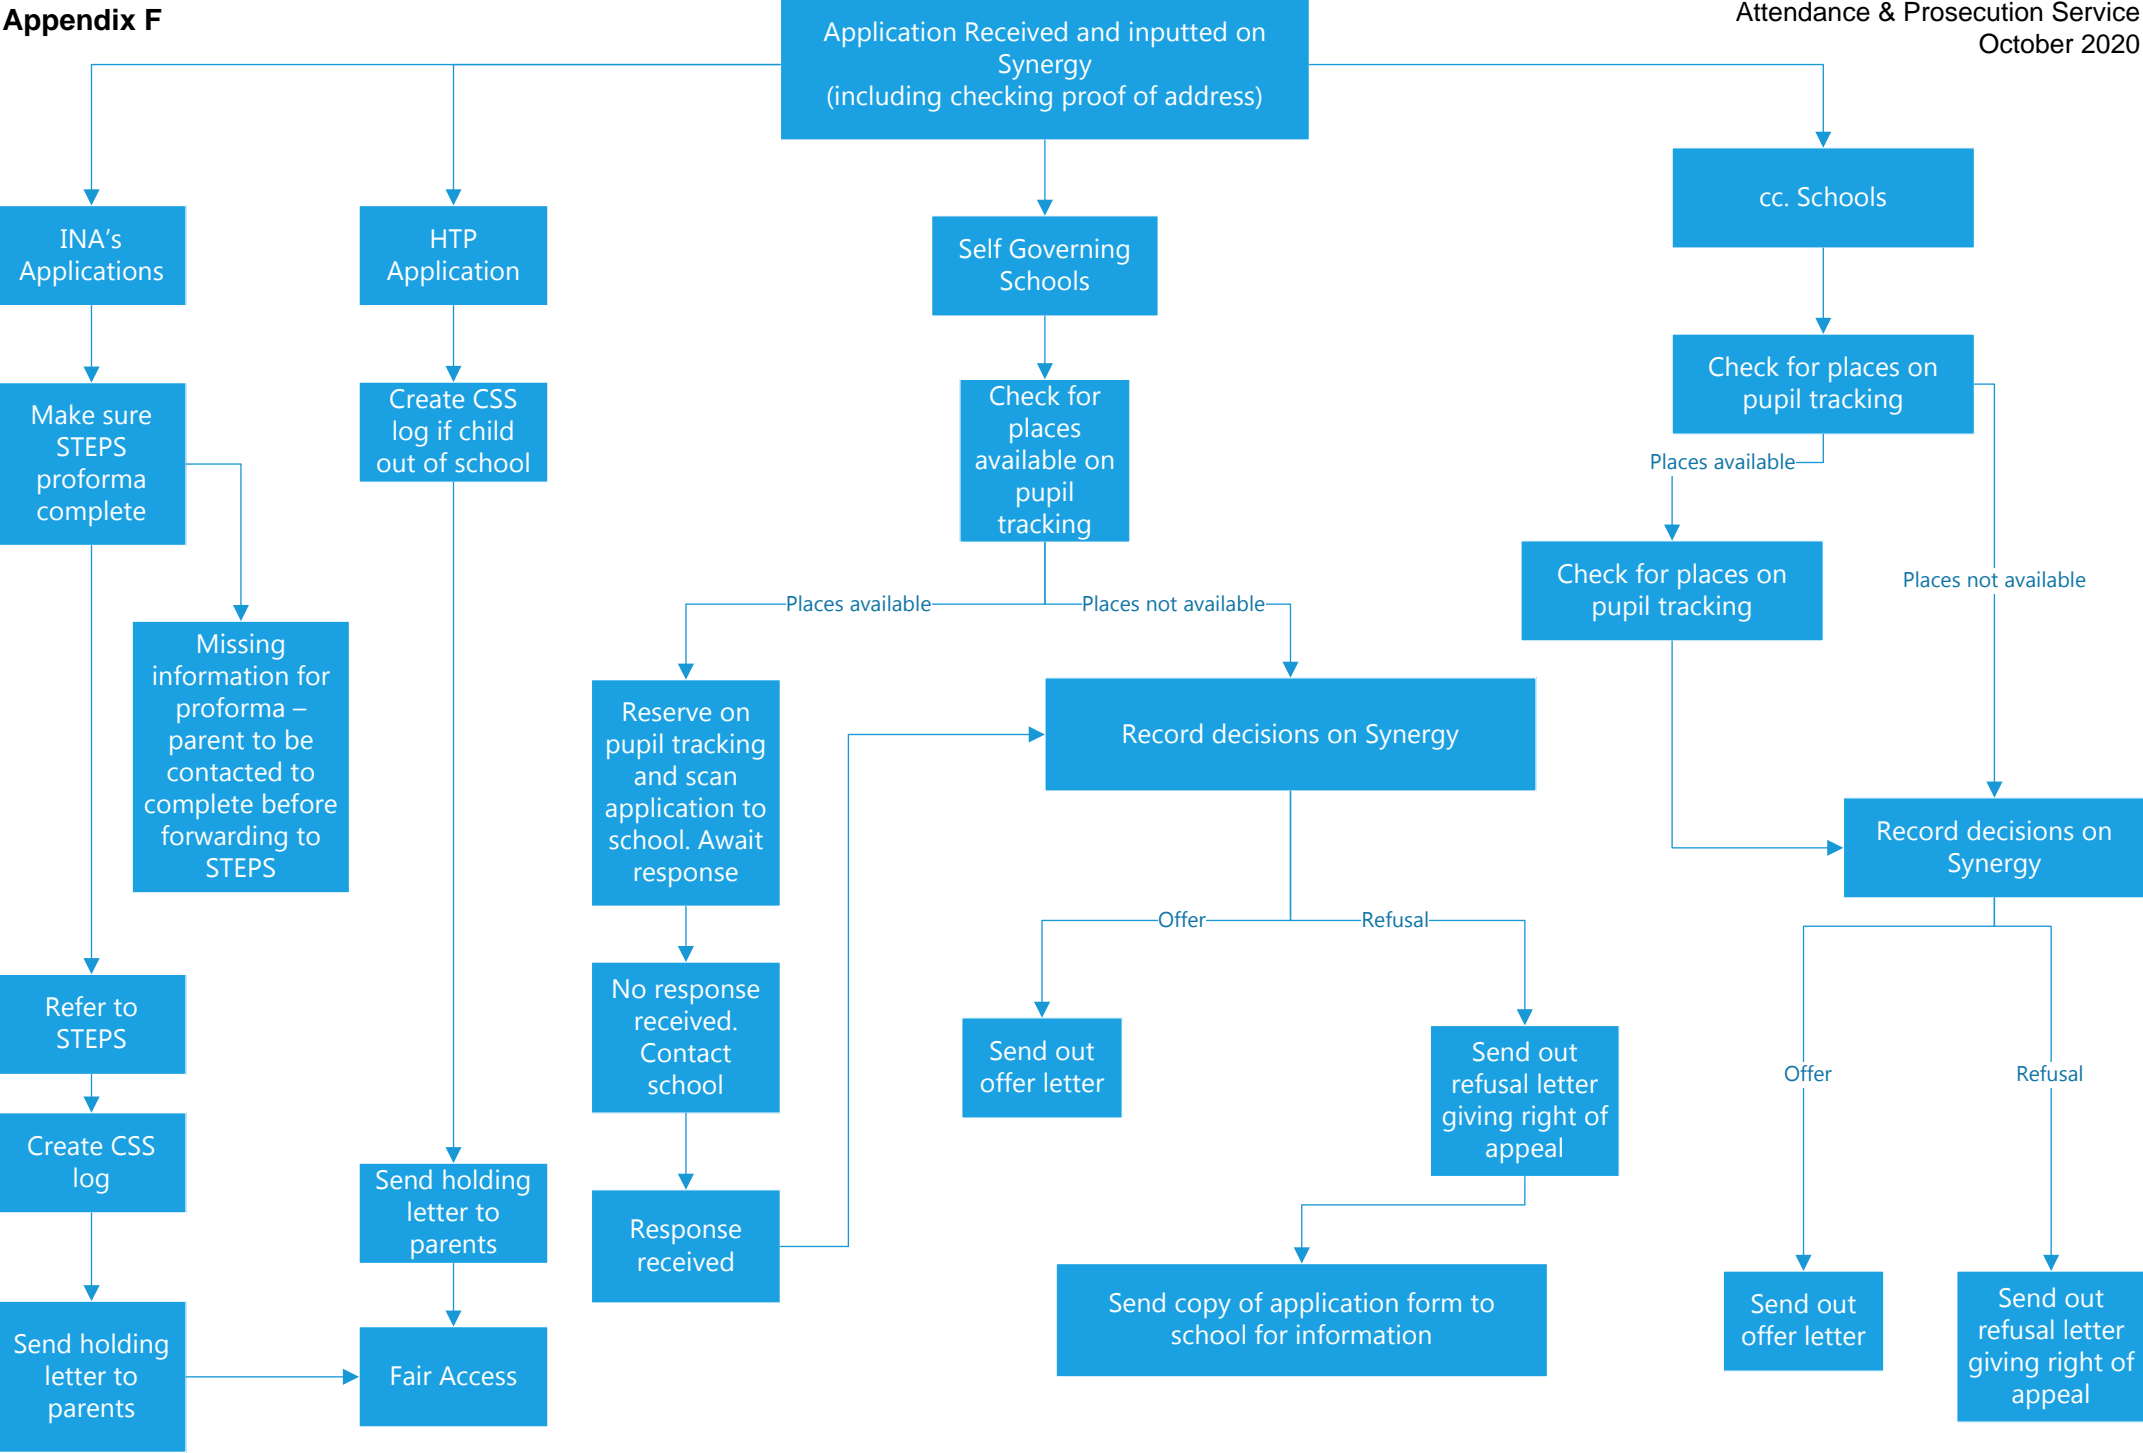 Appendix F
Attendance & Prosecution Service
October 2020
Application Received and inputted on
Synergy
(including checking proof of address)
INA’s
Applications
Make sure
STEPS
proforma
complete
Missing
information for
proforma –
parent to be
contacted to
complete before
forwarding to
STEPS
Refer to
STEPS
Create CSS
log
Send holding
letter to
parents
HTP
Application
Create CSS
log if child
out of school
Send holding
letter to
parents
Fair Access
Self Governing
Schools
Check for
places
available on
pupil
tracking
Places available
Places not available
Reserve on
pupil tracking
and scan
application to
school. Await
response
No response
received.
Contact
school
Response
received
Record decisions on Synergy
Offer
Refusal
Send out
offer letter
Send out
refusal letter
giving right of
appeal
Send copy of application form to
school for information
cc. Schools
Check for places on
pupil tracking
Places available
Places not available
Check for places on
pupil tracking
Record decisions on
Synergy
Offer
Refusal
Send out
offer letter
Send out
refusal letter
giving right of
appeal